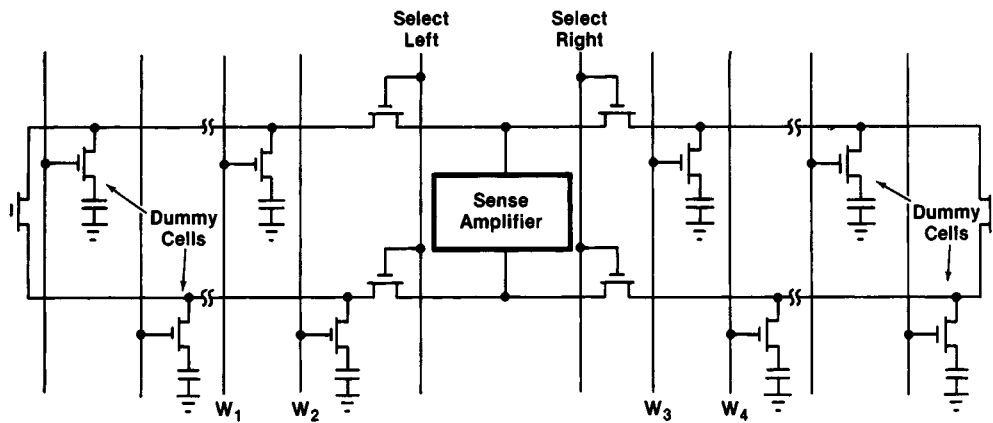 Select
Left
Select
Right
Sense
Amplifier
Dummy
Cells
Dummy
Cells
W₁
W₂
W₃
W₄